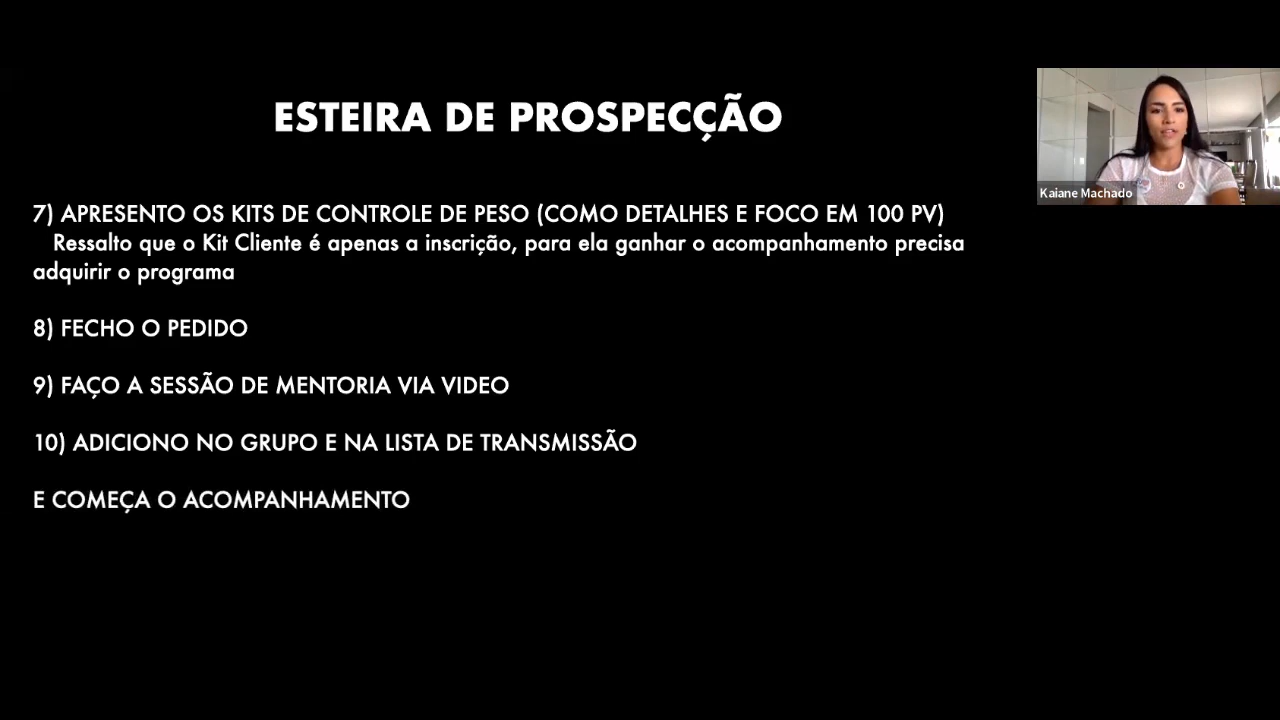 ESTEIRA DE PROSPECÇÃO
Kaiane Machado
7) APRESENTO OS KITS DE CONTROLE DE PESO (COMO DETALHES E FOCO EM 100 PV)
Ressalto que o Kit Cliente é apenas a inscrição, para ela ganhar o acompanhamento precisa
adquirir o programa
8) FECHO O PEDIDO
9) FAÇO A SESSÃO DE MENTORIA VIA VIDEO
10) ADICIONO NO GRUPO E NA LISTA DE TRANSMISSÃO
E COMEÇA O ACOMPANHAMENTO